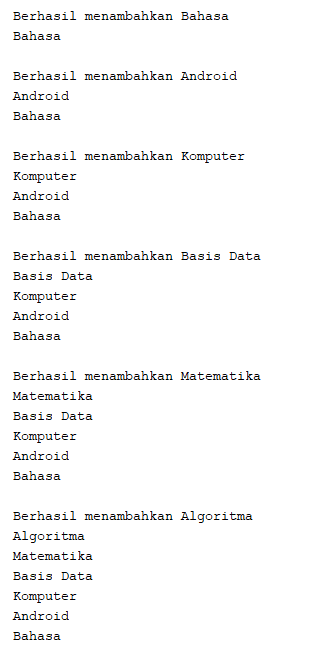 Berhasil menambahkan Bahasa
Bahasa

Berhasil menambahkan Android
Android
Bahasa

Berhasil menambahkan Komputer
Komputer
Android
Bahasa

Berhasil menambahkan Basis Data
Basis Data
Komputer
Android
Bahasa

Berhasil menambahkan Matematika
Matematika
Basis Data
Komputer
Android
Bahasa

Berhasil menambahkan Algoritma
Algoritma
Matematika
Basis Data
Komputer
Android
Bahasa